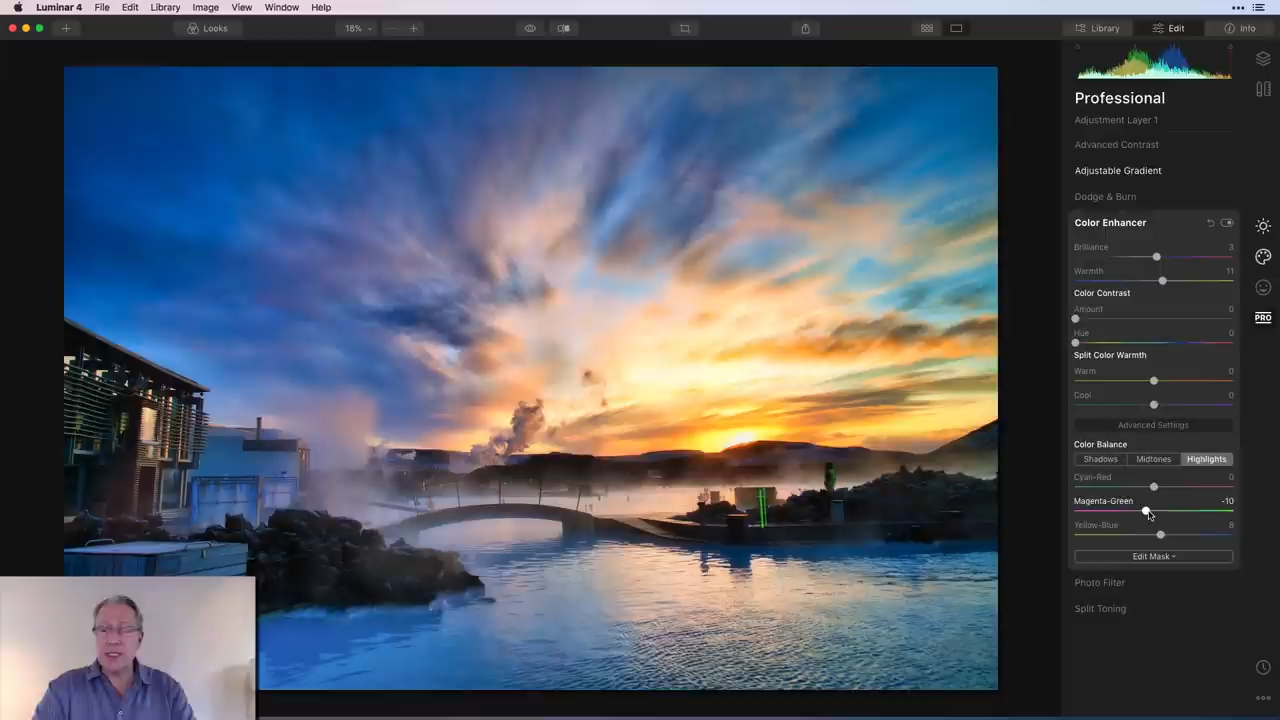 Luminar 4 File Edit Library Image View Window Help
Looks 18% Library Edit Info
Professional
Adjustment Layer 1
Advanced Contrast
Adjustable Gradient
Dodge & Burn
Color Enhancer
Brilliance 3
Warmth 11
Color Contrast
Amount 0
Hue 0
Split Color Warmth
Warm 0
Cool 0
Advanced Settings
Color Balance
Shadows Midtones Highlights
Cyan-Red 0
Magenta-Green -10
Yellow-Blue 8
Edit Mask
Photo Filter
Split Toning
PRO